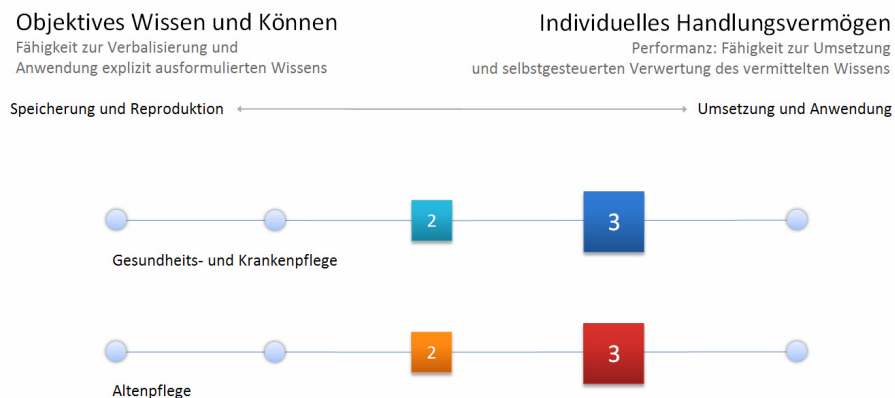 Objektives Wissen und Können
Fähigkeit zur Verbalisierung und
Anwendung explizit ausformulierten Wissens
Individuelles Handlungsvermögen
Performanz: Fähigkeit zur Umsetzung
und selbstgesteuerten Verwertung des vermittelten Wissens
Speicherung und Reproduktion
Umsetzung und Anwendung
2
3
Gesundheits- und Krankenpflege
2
3
Altenpflege